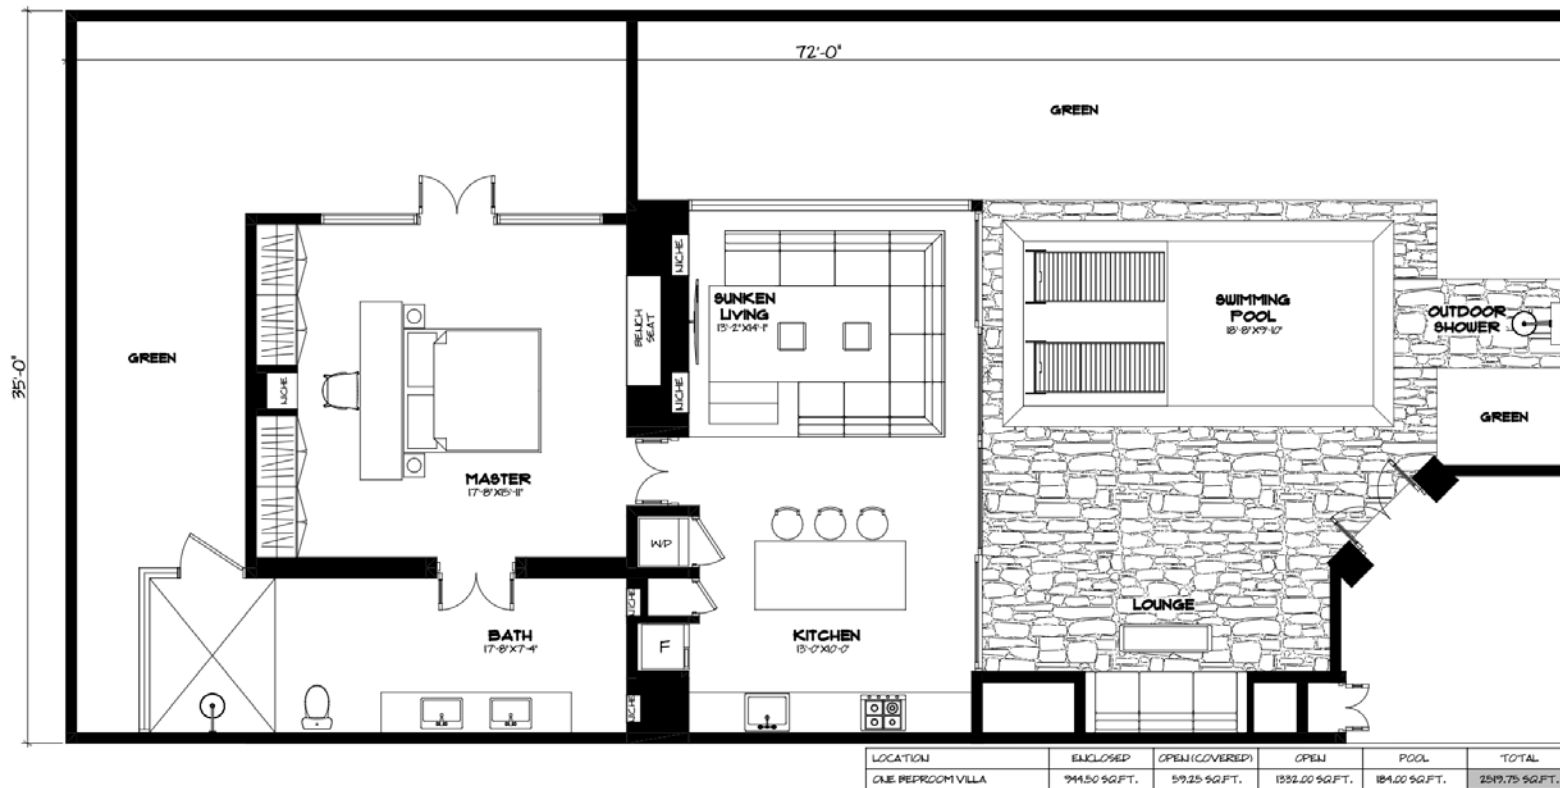 72'-0"
GREEN
35'-0"
GREEN
NICHE
SUNKEN
LIVING
13'-2"X14'-1"
BENCH
SEAT
NICHE
NICHE
SWIMMING
POOL
18'-8"X9'-10"
OUTDOOR
SHOWER
GREEN
MASTER
17'-8"X15'-11"
WD
NICHE
LOUNGE
BATH
17'-8"X7'-4"
F
KITCHEN
13'-0"X10'-0"
NICHE
LOCATION ENCLOSED OPEN (COVERED) OPEN POOL TOTAL
ONE BEDROOM VILLA 944.50 SQ.FT. 59.25 SQ.FT. 1332.00 SQ.FT. 184.00 SQ.FT. 2519.75 SQ.FT.